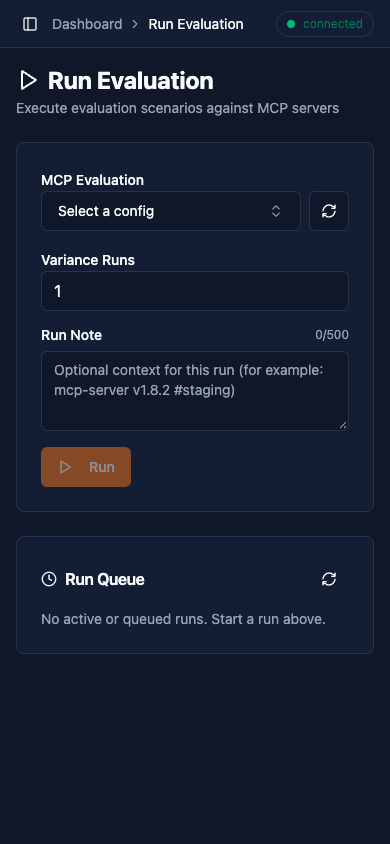 Dashboard > Run Evaluation
connected
Run Evaluation
Execute evaluation scenarios against MCP servers
MCP Evaluation
Select a config
Variance Runs
1
Run Note
0/500
Optional context for this run (for example:
mcp-server v1.8.2 #staging)
Run
Run Queue
No active or queued runs. Start a run above.